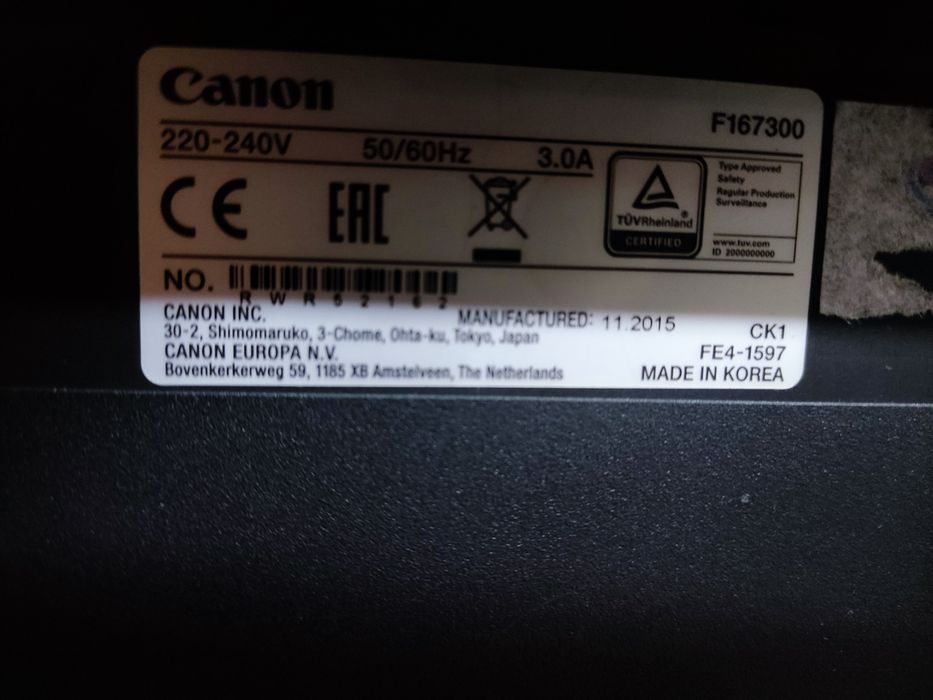 Canon
F167300
220-240V 50/60Hz 3.0A
CE EAC
TÜVRheinland®
CERTIFIED
Type Approved
Safety
Regular Production
Surveillance
www.tuv.com
ID 2000000000
NO.
RWR52162
CANON INC. MANUFACTURED: 11.2015
30-2, Shimomaruko, 3-Chome, Ohta-ku, Tokyo, Japan
CK1
CANON EUROPA N.V. FE4-1597
Bovenkerkerweg 59, 1185 XB Amstelveen, The Netherlands
MADE IN KOREA